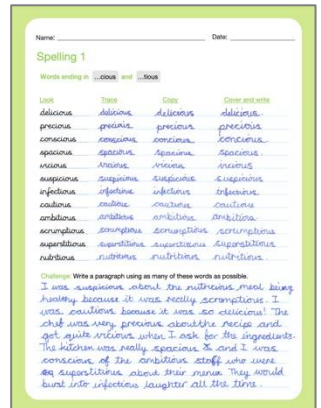 Name: Date:
Spelling 1
Words ending in ...cious and ...tious
Look Trace Copy Cover and write
delicious delicious delicious delicious
precious precious precious precious
conscious conscious concious concious
spacious spacious spacious spacious
vicious vicious vicious vicious
suspicious suspicious suspicious suspicious
infectious infectious infectious infectious
cautious cautious cautious cautious
ambitious ambitious ambitious ambitious
scrumptious scrumptious scrumptious scrumptious
superstitious superstitious superstitious superstitious
nutritious nutritious nutritious nutritious
Challenge: Write a paragraph using as many of these words as possible.
I was suspicious about the nutricious meal being
healthy because it was really scromptious. I
was cautious because it was so delicious! The
chef was very precious about the recipe and
got quite vicious when I ask for the ingredients.
The kitchen was really spacious & and I was
conscious of the ambitious staff who were
superstitious about their menu. They would
burst into infectious laughter all the time.